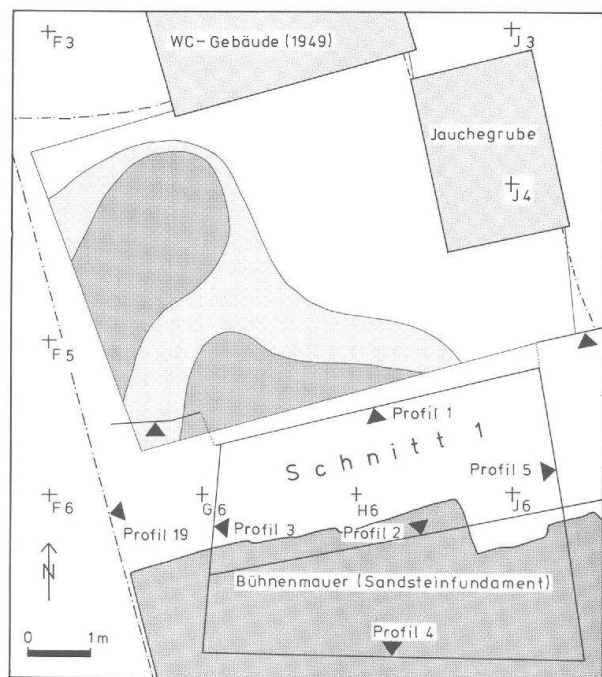 F3
WC-Gebäude (1949)
J3
Jauchegrube
J4
F5
Profil 1
Schnitt 1
Profil 5
F6
G6
H6
J6
Profil 19
Profil 3
Profil 2
N
Bühnenmauer (Sandsteinfundament)
Profil 4
0 1m